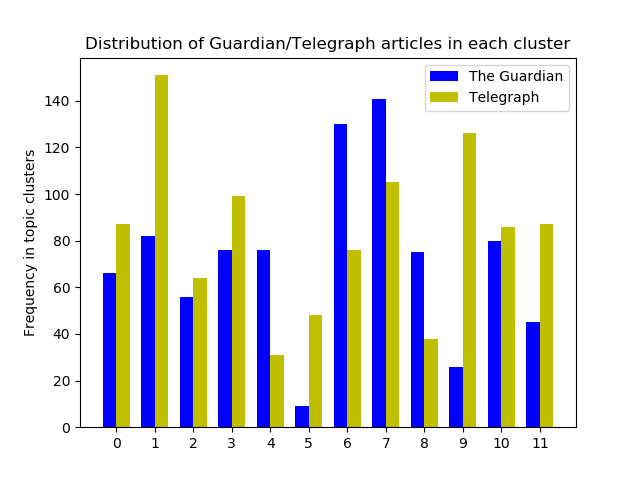 Distribution of Guardian/Telegraph articles in each cluster
The Guardian
Telegraph
Frequency in topic clusters
140
120
100
80
60
40
20
0
0 1 2 3 4 5 6 7 8 9 10 11